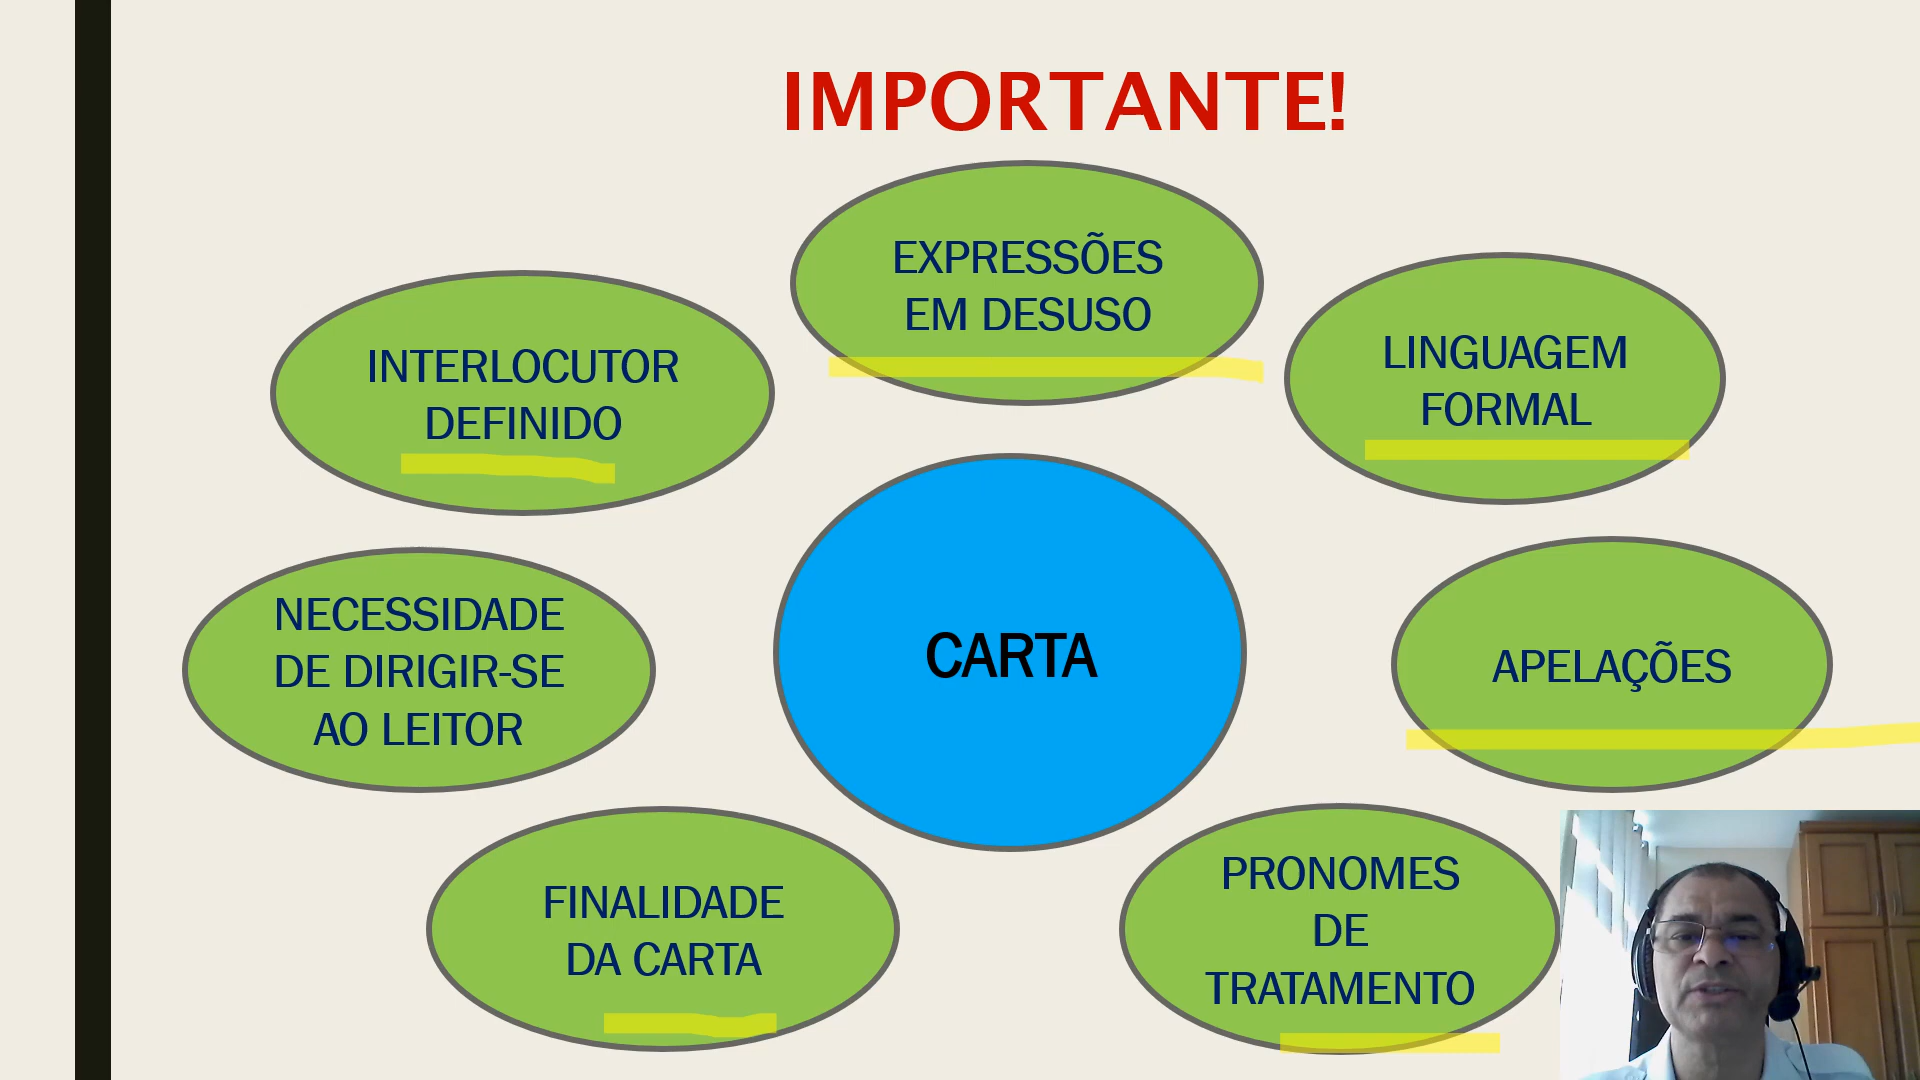 IMPORTANTE!
EXPRESSÕES
EM DESUSO
INTERLOCUTOR
DEFINIDO
LINGUAGEM
FORMAL
NECESSIDADE
DE DIRIGIR-SE
AO LEITOR
CARTA
APELAÇÕES
FINALIDADE
DA CARTA
PRONOMES
DE
TRATAMENTO